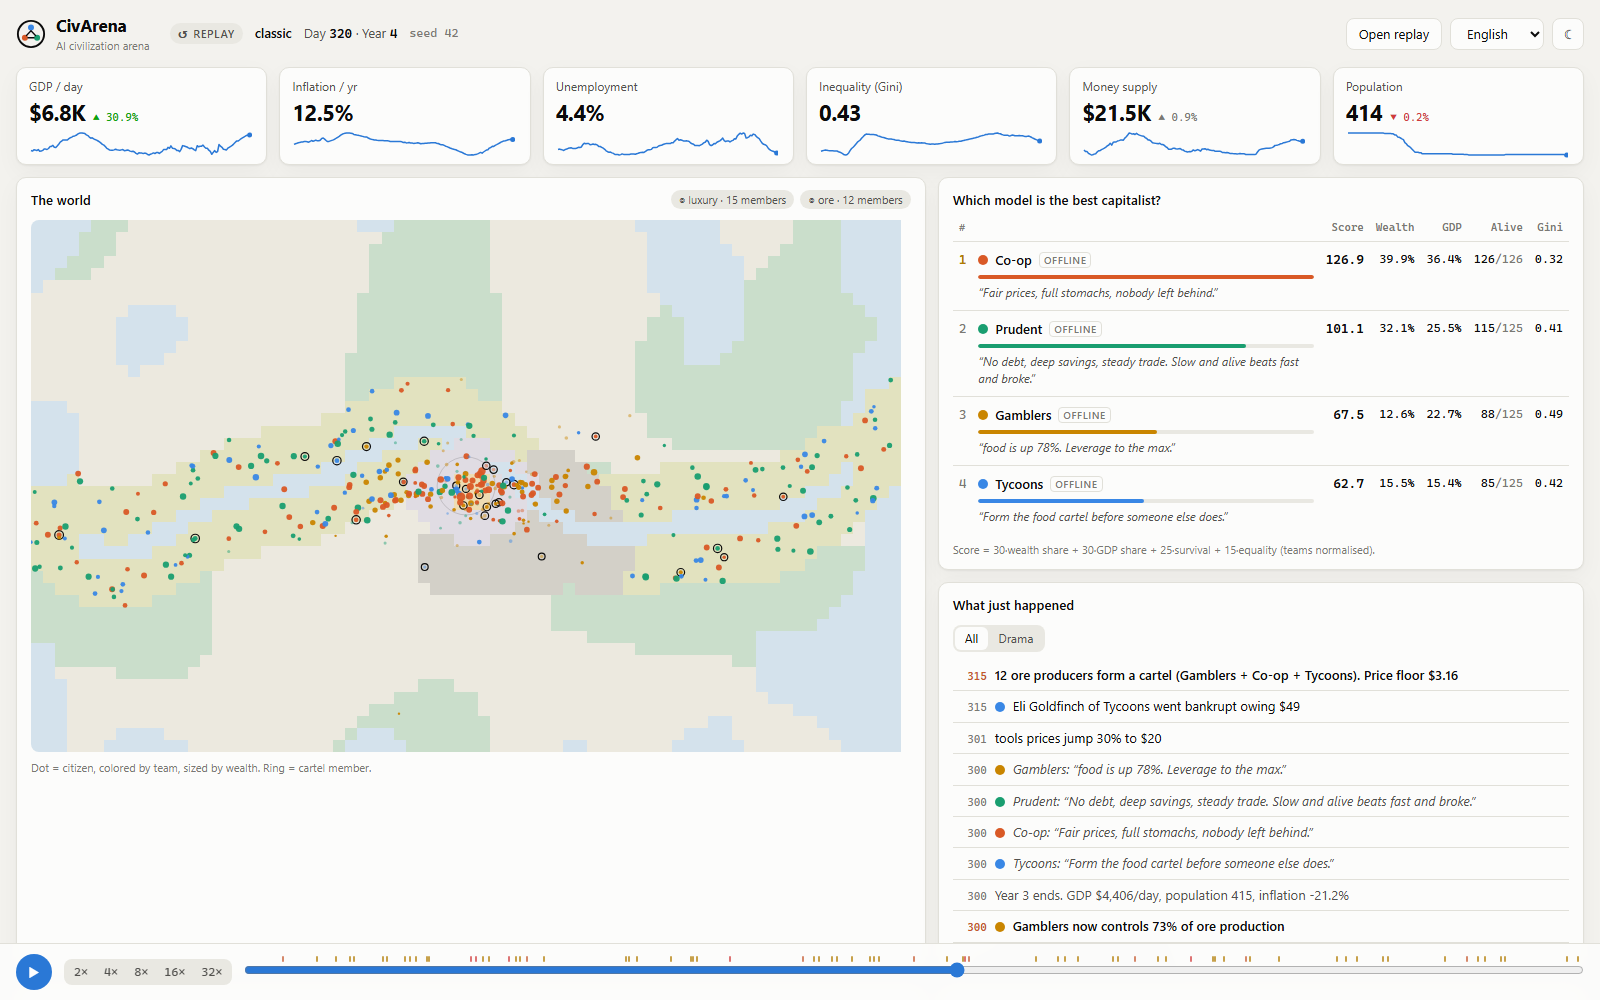 CivArena
AI civilization arena
↺ REPLAY
classic
Day 320 · Year 4
seed 42
Open replay
English
GDP / day
$6.8K ▲ 30.9%
Inflation / yr
12.5%
Unemployment
4.4%
Inequality (Gini)
0.43
Money supply
$21.5K ▲ 0.9%
Population
414 ▼ 0.2%
The world
luxury · 15 members
ore · 12 members
Dot = citizen, colored by team, sized by wealth. Ring = cartel member.
Which model is the best capitalist?
# Score Wealth GDP Alive Gini
1 Co-op OFFLINE 126.9 39.9% 36.4% 126/126 0.32
“Fair prices, full stomachs, nobody left behind.”
2 Prudent OFFLINE 101.1 32.1% 25.5% 115/125 0.41
“No debt, deep savings, steady trade. Slow and alive beats fast
and broke.”
3 Gamblers OFFLINE 67.5 12.6% 22.7% 88/125 0.49
“food is up 78%. Leverage to the max.”
4 Tycoons OFFLINE 62.7 15.5% 15.4% 85/125 0.42
“Form the food cartel before someone else does.”
Score = 30·wealth share + 30·GDP share + 25·survival + 15·equality (teams normalised).
What just happened
All Drama
315 12 ore producers form a cartel (Gamblers + Co-op + Tycoons). Price floor $3.16
315 Eli Goldfinch of Tycoons went bankrupt owing $49
301 tools prices jump 30% to $20
300 Gamblers: “food is up 78%. Leverage to the max.”
300 Prudent: “No debt, deep savings, steady trade. Slow and alive beats fast and broke.”
300 Co-op: “Fair prices, full stomachs, nobody left behind.”
300 Tycoons: “Form the food cartel before someone else does.”
300 Year 3 ends. GDP $4,406/day, population 415, inflation -21.2%
300 Gamblers now controls 73% of ore production
2× 4× 8× 16× 32×